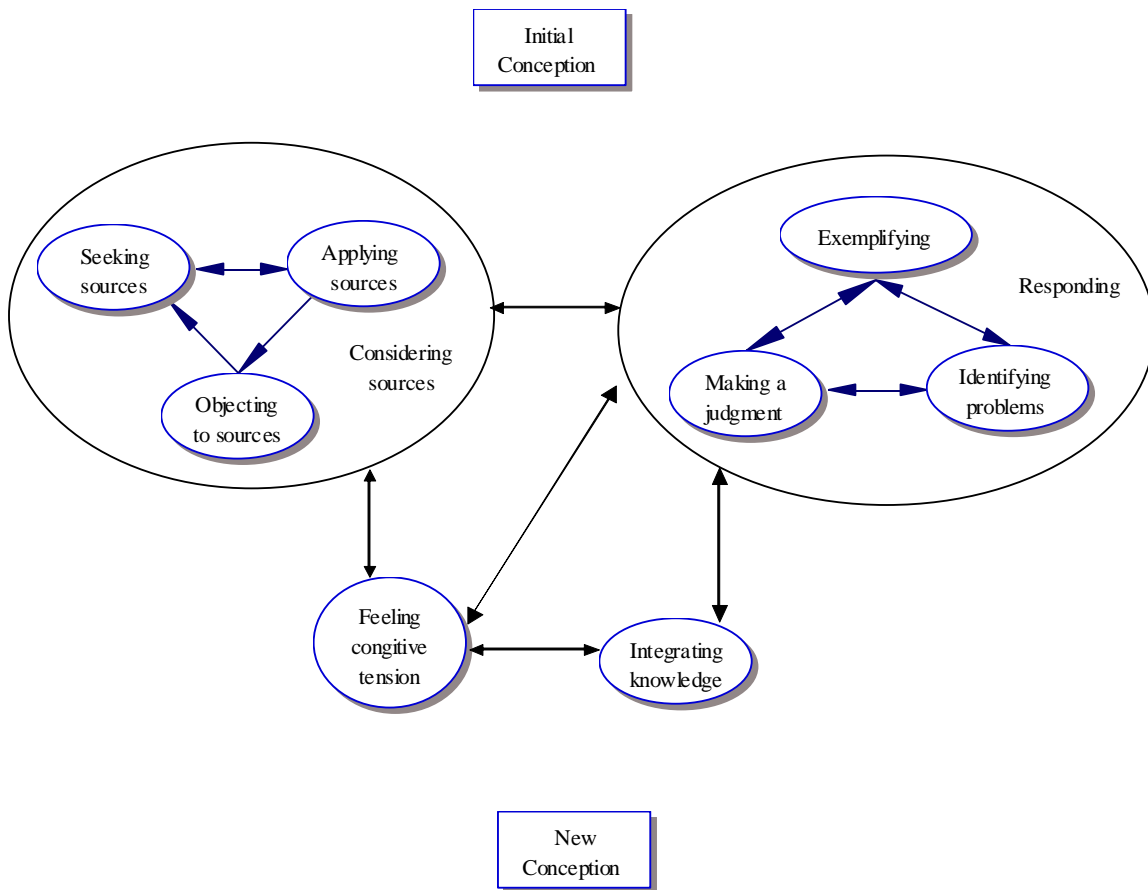 Initial
Conception
Seeking
sources
Applying
sources
Objecting
to sources
Considering
sources
Exemplifying
Responding
Making a
judgment
Identifying
problems
Feeling
congitive
tension
Integrating
knowledge
New
Conception